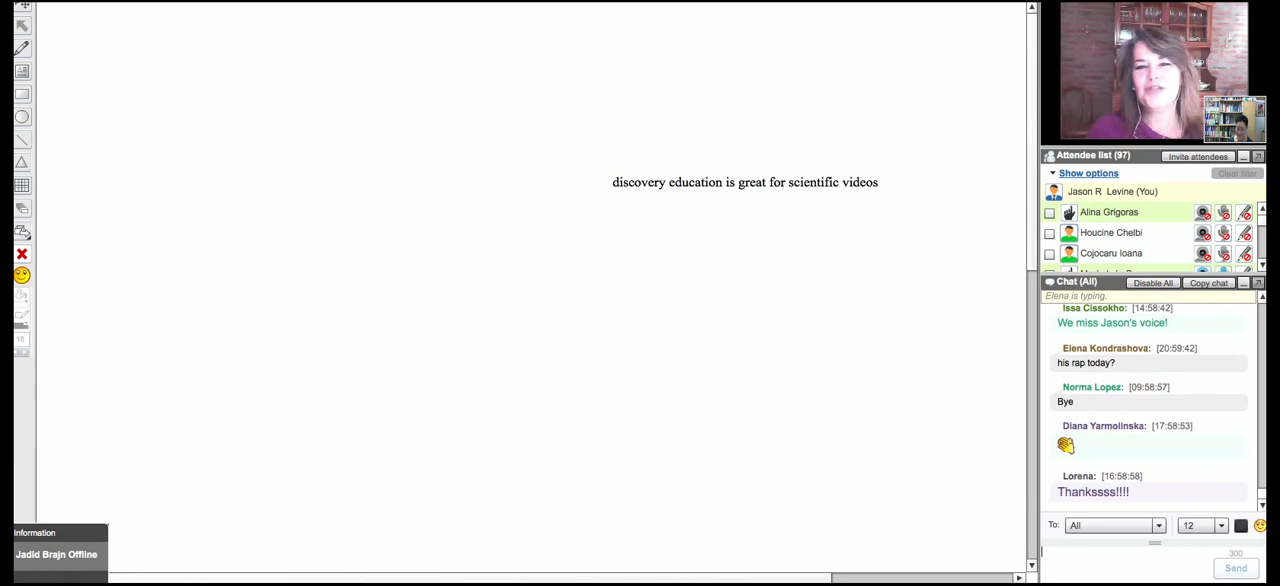 discovery education is great for scientific videos
18
Information
Jadid Brajn Offline
Attendee list (97)
Invite attendees
Show options
Clear filter
Jason R Levine (You)
Alina Grigoras
Houcine Chelbi
Cojocaru Ioana
Chat (All)
Disable All
Copy chat
Elena is typing.
Issa Cissokho: [14:58:42]
We miss Jason's voice!
Elena Kondrashova: [20:59:42]
his rap today?
Norma Lopez: [09:58:57]
Bye
Diana Yarmolinska: [17:58:53]
Lorena: [16:58:58]
Thankssss!!!!
To: All 12
300
Send